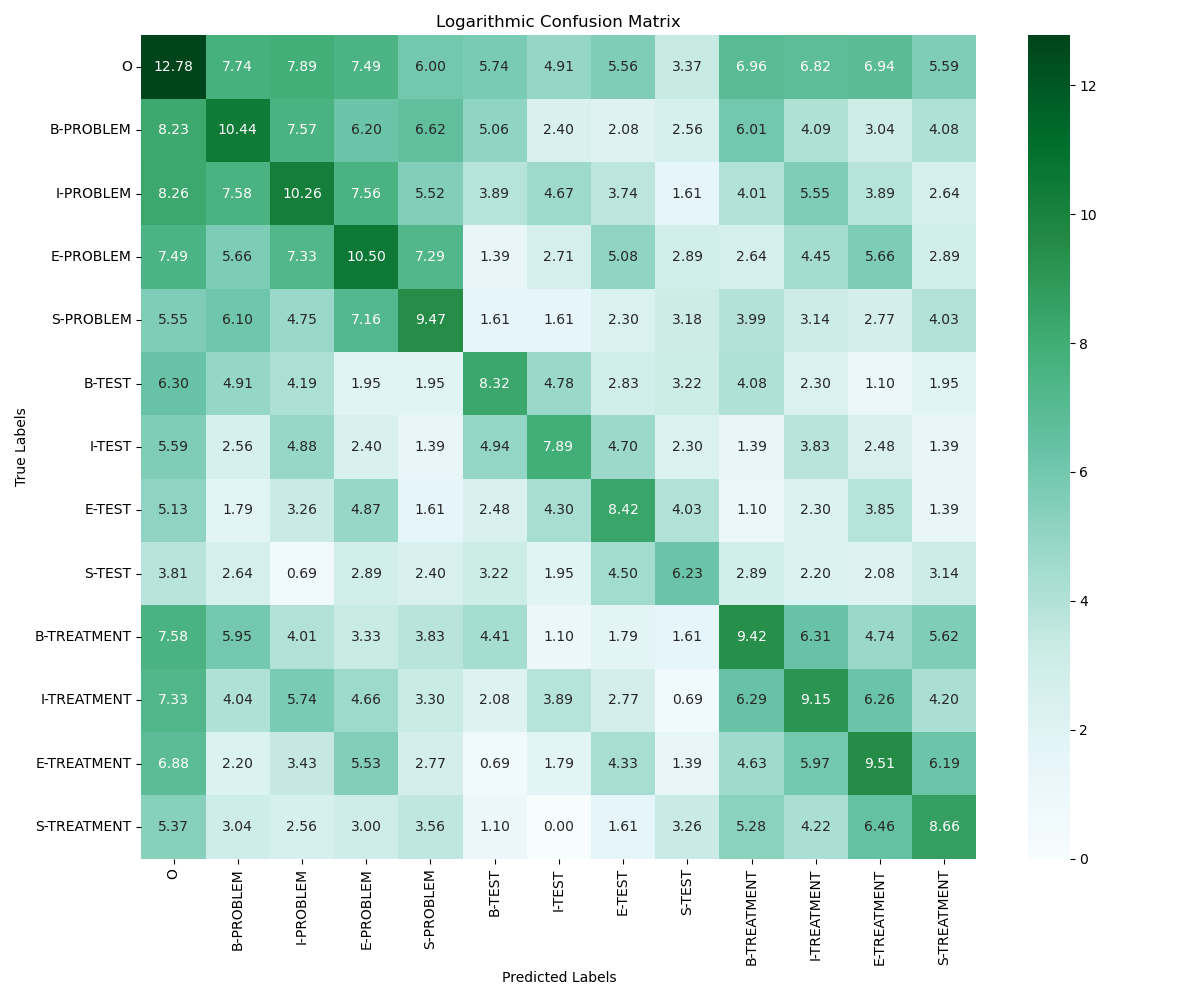 Logarithmic Confusion Matrix
O 12.78 7.74 7.89 7.49 6.00 5.74 4.91 5.56 3.37 6.96 6.82 6.94 5.59
B-PROBLEM 8.23 10.44 7.57 6.20 6.62 5.06 2.40 2.08 2.56 6.01 4.09 3.04 4.08
I-PROBLEM 8.26 7.58 10.26 7.56 5.52 3.89 4.67 3.74 1.61 4.01 5.55 3.89 2.64
E-PROBLEM 7.49 5.66 7.33 10.50 7.29 1.39 2.71 5.08 2.89 2.64 4.45 5.66 2.89
S-PROBLEM 5.55 6.10 4.75 7.16 9.47 1.61 1.61 2.30 3.18 3.99 3.14 2.77 4.03
B-TEST 6.30 4.91 4.19 1.95 1.95 8.32 4.78 2.83 3.22 4.08 2.30 1.10 1.95
I-TEST 5.59 2.56 4.88 2.40 1.39 4.94 7.89 4.70 2.30 1.39 3.83 2.48 1.39
E-TEST 5.13 1.79 3.26 4.87 1.61 2.48 4.30 8.42 4.03 1.10 2.30 3.85 1.39
S-TEST 3.81 2.64 0.69 2.89 2.40 3.22 1.95 4.50 6.23 2.89 2.20 2.08 3.14
B-TREATMENT 7.58 5.95 4.01 3.33 3.83 4.41 1.10 1.79 1.61 9.42 6.31 4.74 5.62
I-TREATMENT 7.33 4.04 5.74 4.66 3.30 2.08 3.89 2.77 0.69 6.29 9.15 6.26 4.20
E-TREATMENT 6.88 2.20 3.43 5.53 2.77 0.69 1.79 4.33 1.39 4.63 5.97 9.51 6.19
S-TREATMENT 5.37 3.04 2.56 3.00 3.56 1.10 0.00 1.61 3.26 5.28 4.22 6.46 8.66
O B-PROBLEM I-PROBLEM E-PROBLEM S-PROBLEM B-TEST I-TEST E-TEST S-TEST B-TREATMENT I-TREATMENT E-TREATMENT S-TREATMENT
Predicted Labels
True Labels
12
10
8
6
4
2
0